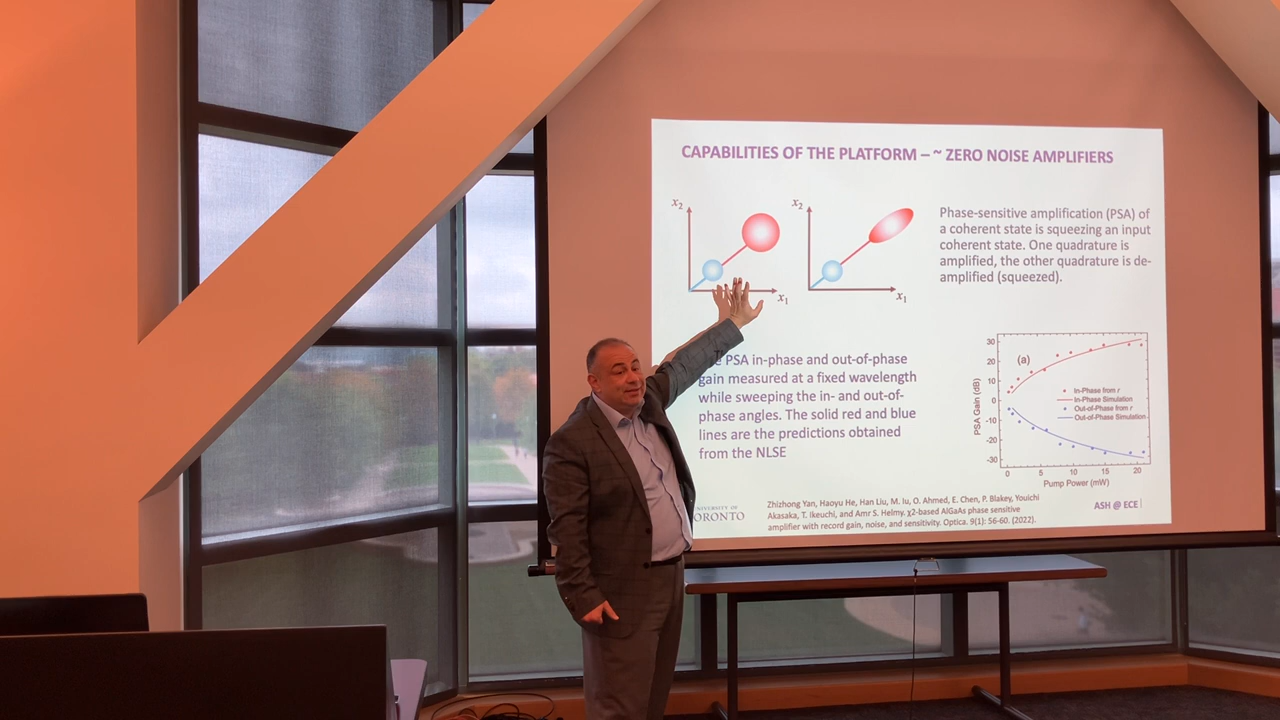 CAPABILITIES OF THE PLATFORM – ~ ZERO NOISE AMPLIFIERS
x2
x1
x2
x1
Phase-sensitive amplification (PSA) of
a coherent state is squeezing an input
coherent state. One quadrature is
amplified, the other quadrature is de-
amplified (squeezed).
PSA in-phase and out-of-phase
gain measured at a fixed wavelength
while sweeping the in- and out-of-
phase angles. The solid red and blue
lines are the predictions obtained
from the NLSE
(a)
PSA Gain (dB)
30
20
10
0
-10
-20
-30
In-Phase from r
In-Phase Simulation
Out-of-Phase from r
Out-of-Phase Simulation
0
5
10
15
20
Pump Power (mW)
Zhizhong Yan, Haoyu He, Han Liu, M. Iu, O. Ahmed, E. Chen, P. Blakey, Youichi
Akasaka, T. Ikeuchi, and Amr S. Helmy. χ2-based AlGaAs phase sensitive
amplifier with record gain, noise, and sensitivity. Optica. 9(1): 56-60. (2022).
ASH @ ECE